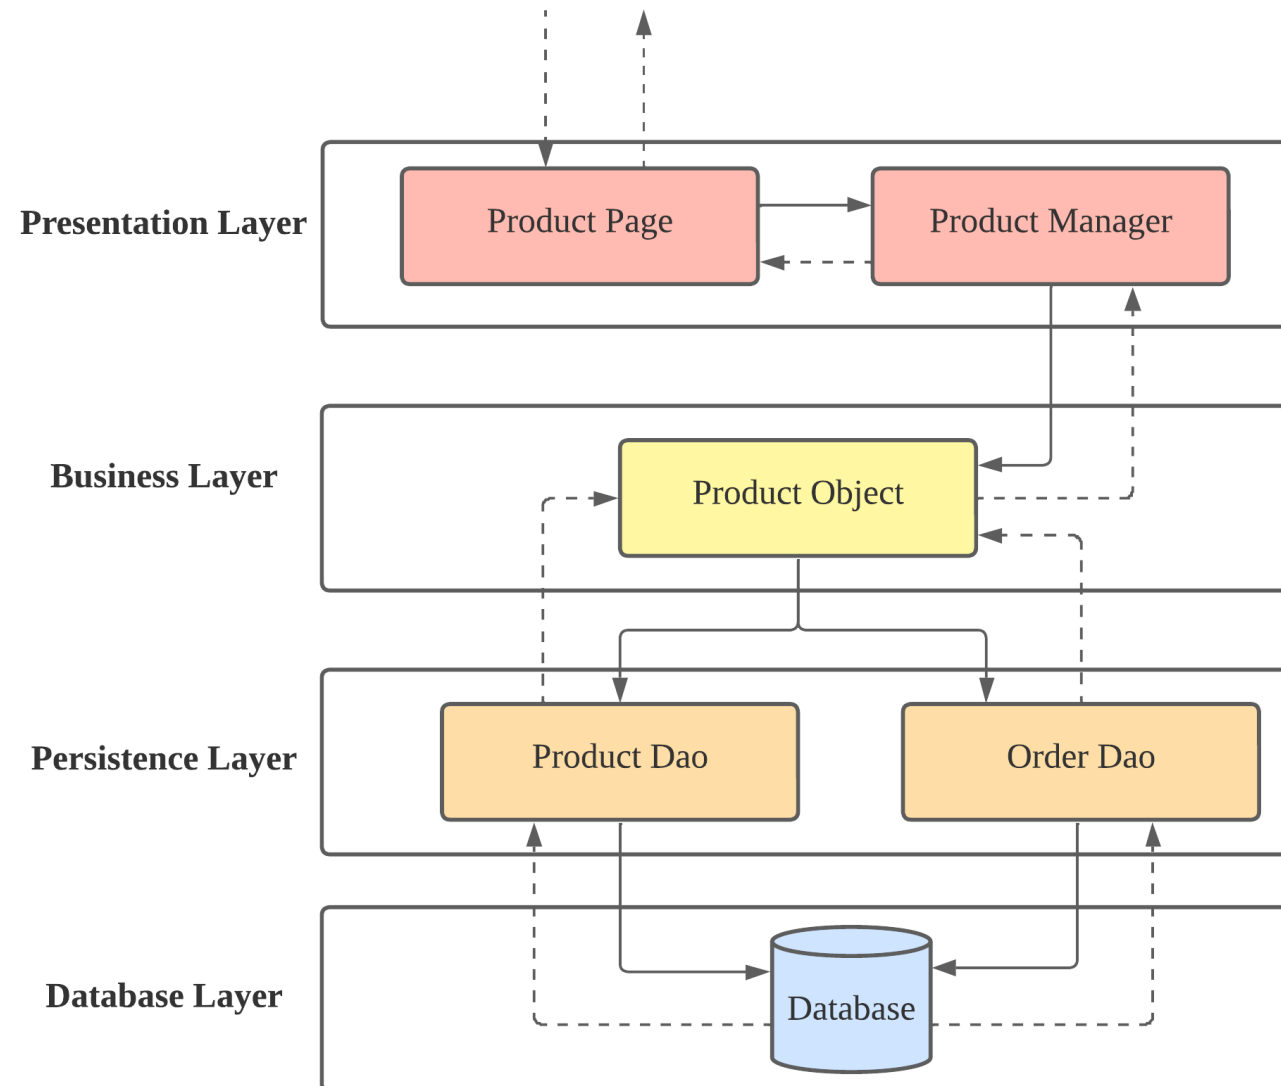 Presentation Layer
Product Page
Product Manager
Business Layer
Product Object
Persistence Layer
Product Dao
Order Dao
Database Layer
Database